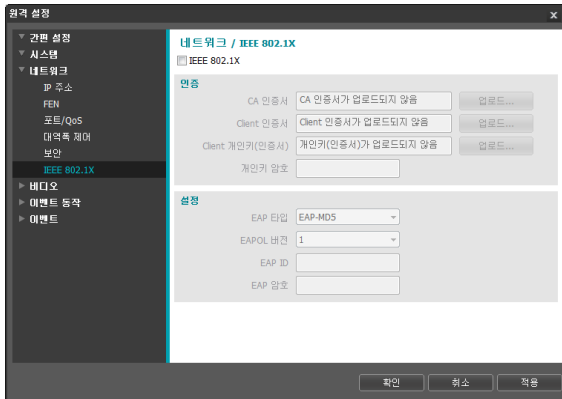 원격 설정
x
간편 설정
시스템
네트워크
IP 주소
FEN
포트/QoS
대역폭 제어
보안
IEEE 802.1X
비디오
이벤트 동작
이벤트
네트워크 / IEEE 802.1X
IEEE 802.1X
인증
CA 인증서 CA 인증서가 업로드되지 않음 업로드...
Client 인증서 Client 인증서가 업로드되지 않음 업로드...
Client 개인키(인증서) 개인키(인증서)가 업로드되지 않음 업로드...
개인키 암호
설정
EAP 타입 EAP-MD5
EAPOL 버전 1
EAP ID
EAP 암호
확인 취소 적용